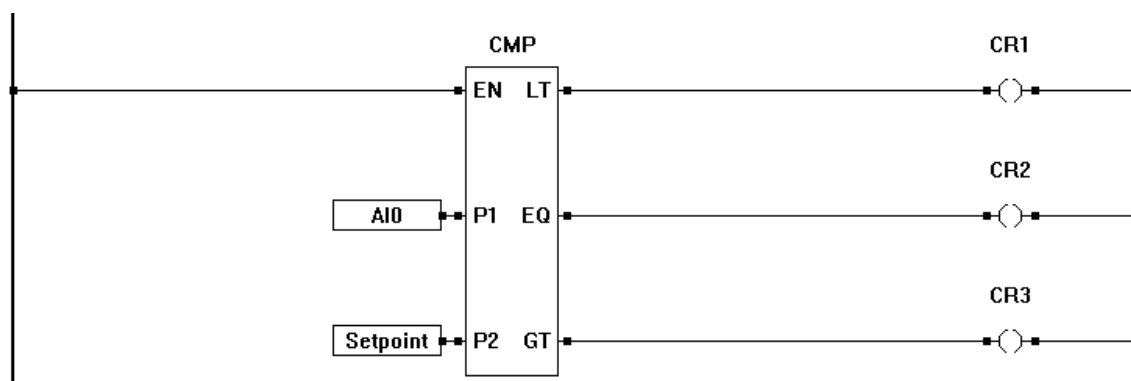 CMP CR1
EN LT
CR2
AI0 P1 EQ
CR3
Setpoint P2 GT